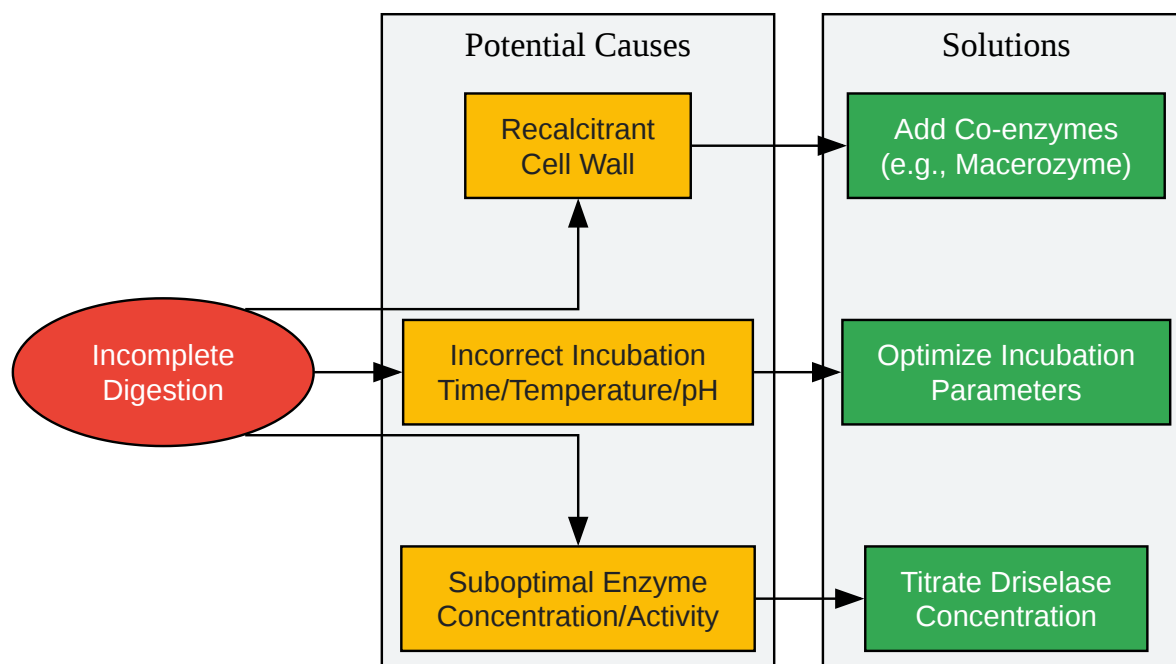 Potential Causes
Solutions
Recalcitrant
Cell Wall
Add Co-enzymes
(e.g., Macerozyme)
Incomplete
Digestion
Incorrect Incubation
Time/Temperature/pH
Optimize Incubation
Parameters
Suboptimal Enzyme
Concentration/Activity
Titrate Driselase
Concentration